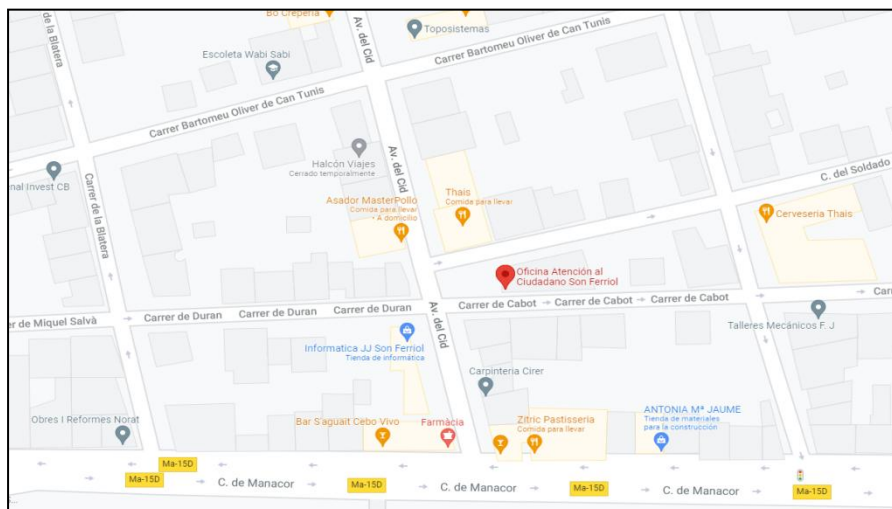 Bo Creperia
de la Blatera
Av. del Cid
Toposistemas
Carrer Bartomeu Oliver de Can Tunis
Escoleta Wabi Sabi
Carrer Bartomeu Oliver de Can Tunis
Halcón Viajes
Cerrado temporalmente
Av. del Cid
C. del Soldado
nal Invest CB
Carrer de la Blatera
Asador MasterPollo
Comida para llevar
- A domicilio
Thais
Comida para llevar
Cerveseria Thais
Oficina Atención al
Ciudadano Son Ferriol
Carrer de Cabot
Carrer de Cabot
Carrer de Cabot
Carr
er de Miquel Salvà
Carrer de Duran
Carrer de Duran
Carrer de Duran
Av. del Cid
Talleres Mecánicos F. J
Informatica JJ Son Ferriol
Tienda de informática
Carpinteria Cirer
Obres I Reformes Norat
Bar S'aguait Cebo Vivo
Farmàcia
Zitric Pastisseria
Comida para llevar
ANTONIA Mª JAUME
Tienda de materiales
para la construcción
Ma-15D
Ma-15D
C. de Manacor
Ma-15D
C. de Manacor
Ma-15D
C. de Manacor
Ma-15D